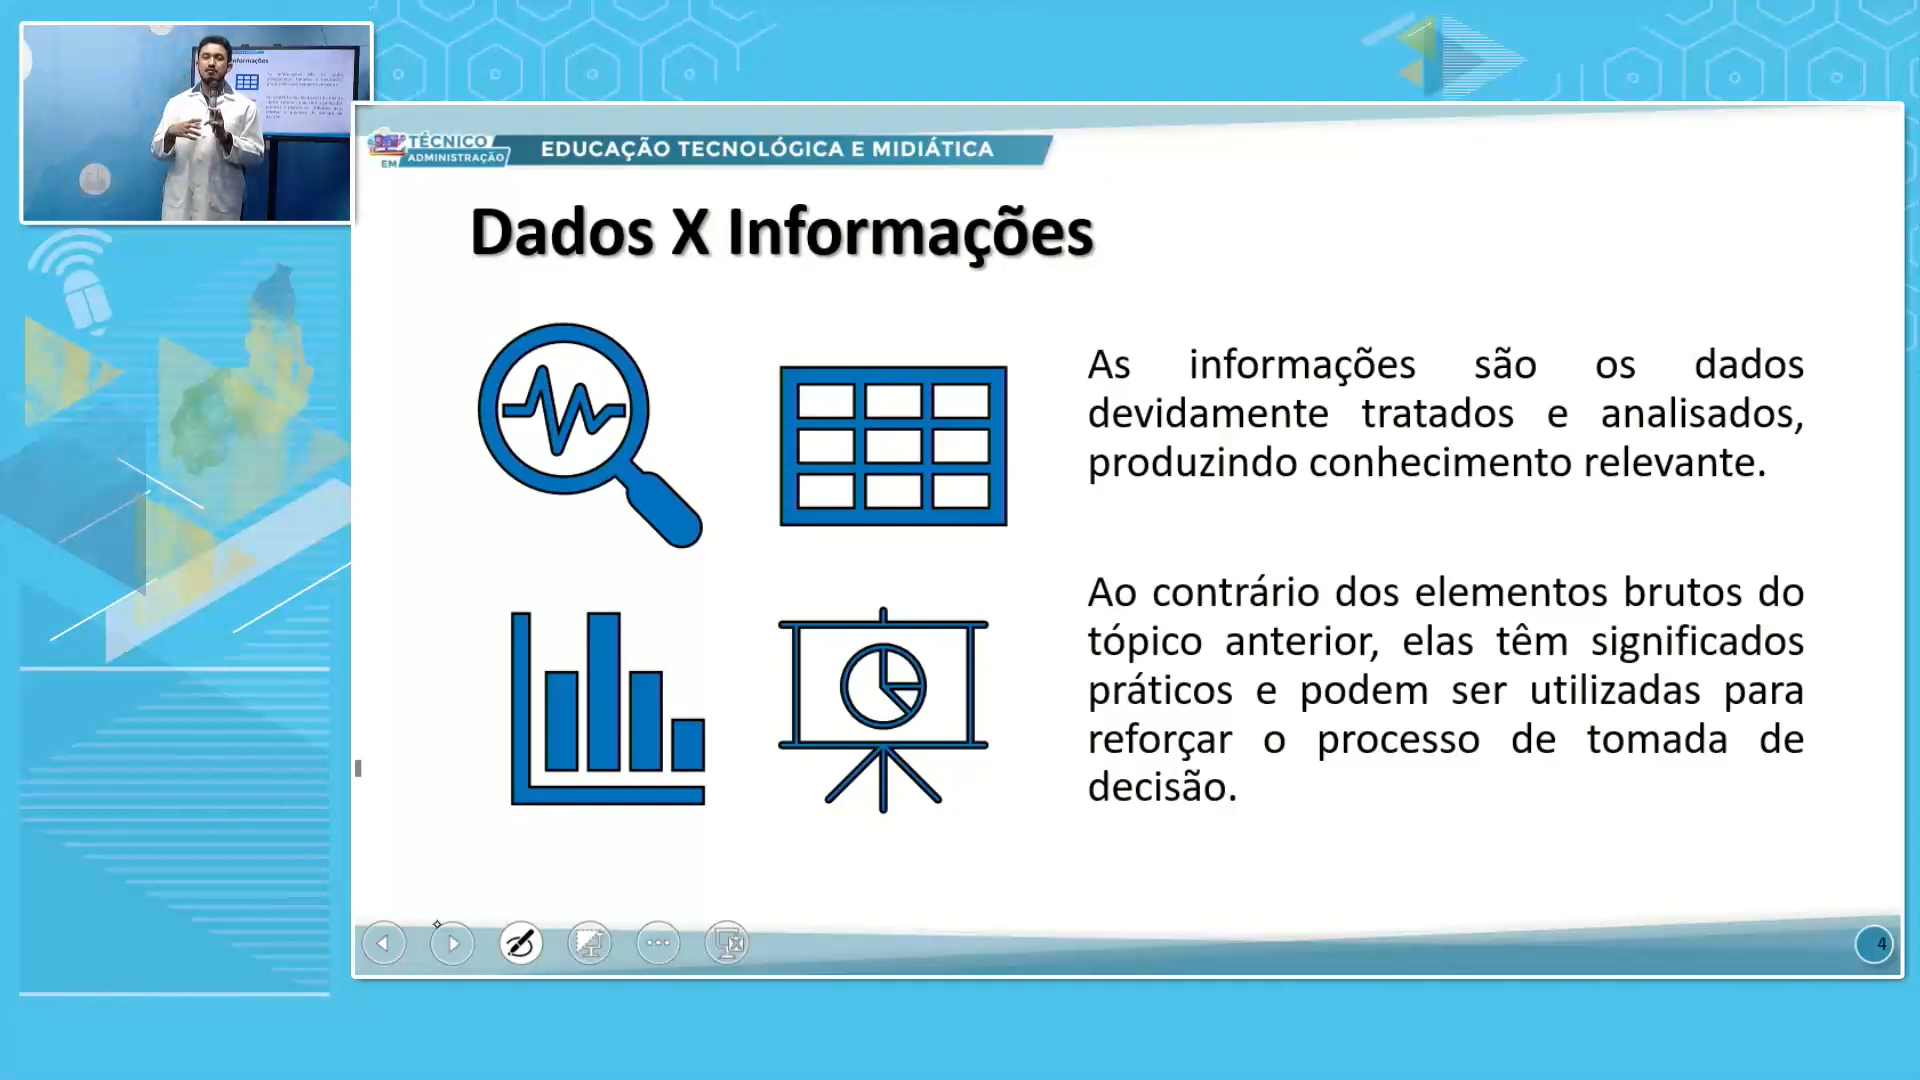 TÉCNICO
EM ADMINISTRAÇÃO
EDUCAÇÃO TECNOLÓGICA E MIDIÁTICA
Dados X Informações
As informações são os dados
devidamente tratados e analisados,
produzindo conhecimento relevante.
Ao contrário dos elementos brutos do
tópico anterior, elas têm significados
práticos e podem ser utilizadas para
reforçar o processo de tomada de
decisão.
4